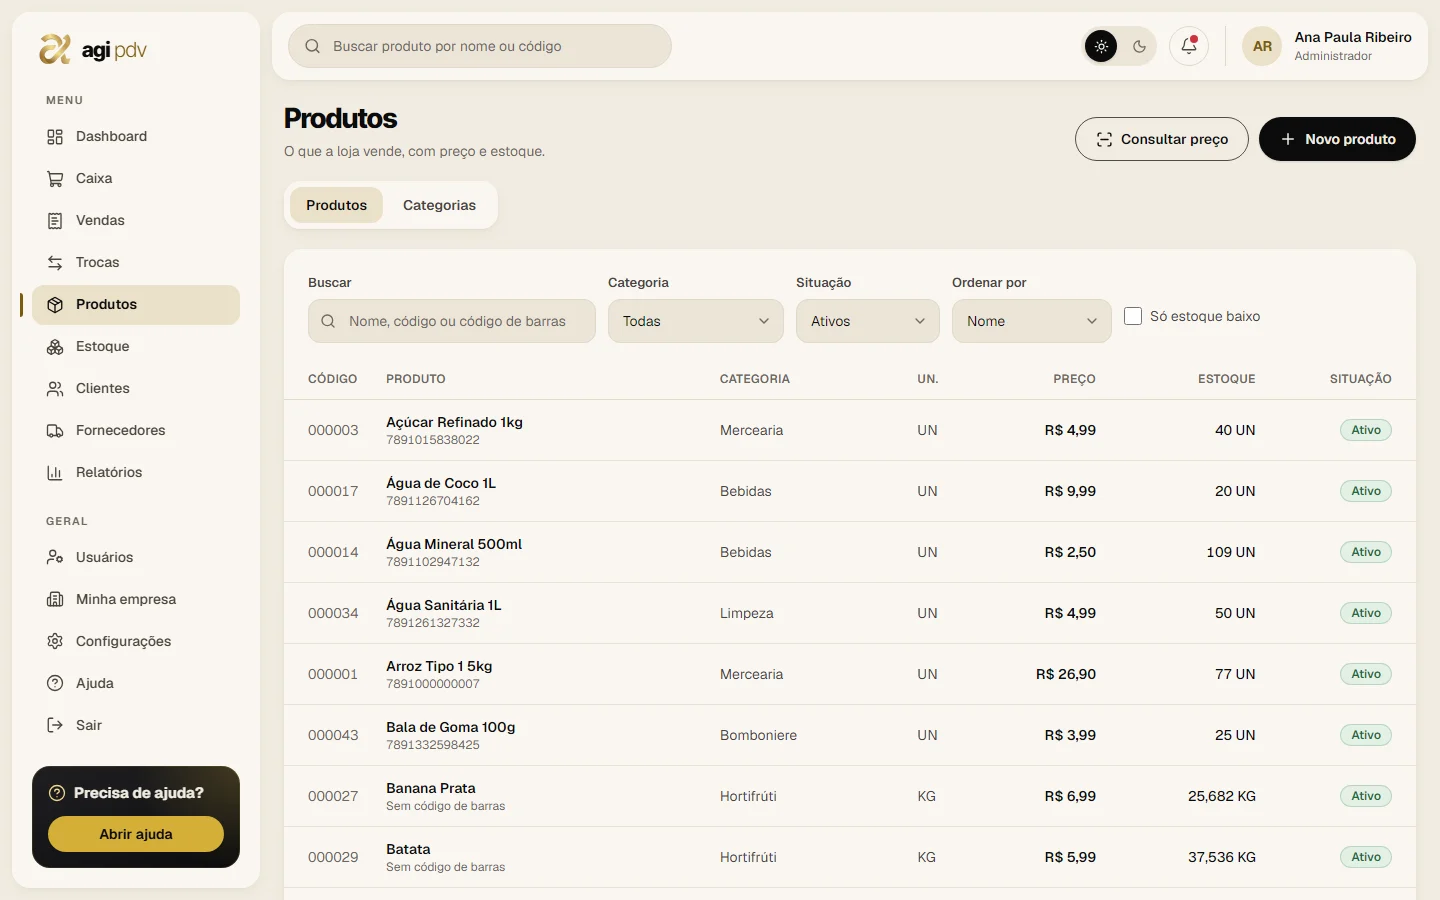 agi pdv
MENU
Dashboard
Caixa
Vendas
Trocas
Produtos
Estoque
Clientes
Fornecedores
Relatórios
GERAL
Usuários
Minha empresa
Configurações
Ajuda
Sair
Precisa de ajuda?
Abrir ajuda
Buscar produto por nome ou código
AR
Ana Paula Ribeiro
Administrador
Produtos
O que a loja vende, com preço e estoque.
Consultar preço
Novo produto
Produtos
Categorias
Buscar
Nome, código ou código de barras
Categoria
Todas
Situação
Ativos
Ordenar por
Nome
Só estoque baixo
CÓDIGO PRODUTO CATEGORIA UN. PREÇO ESTOQUE SITUAÇÃO
000003 Açúcar Refinado 1kg Mercearia UN R$ 4,99 40 UN Ativo
7891015838022
000017 Água de Coco 1L Bebidas UN R$ 9,99 20 UN Ativo
7891126704162
000014 Água Mineral 500ml Bebidas UN R$ 2,50 109 UN Ativo
7891102947132
000034 Água Sanitária 1L Limpeza UN R$ 4,99 50 UN Ativo
7891261327332
000001 Arroz Tipo 1 5kg Mercearia UN R$ 26,90 77 UN Ativo
7891000000007
000043 Bala de Goma 100g Bomboniere UN R$ 3,99 25 UN Ativo
7891332598425
000027 Banana Prata Hortifrúti KG R$ 6,99 25,682 KG Ativo
Sem código de barras
000029 Batata Hortifrúti KG R$ 5,99 37,536 KG Ativo
Sem código de barras